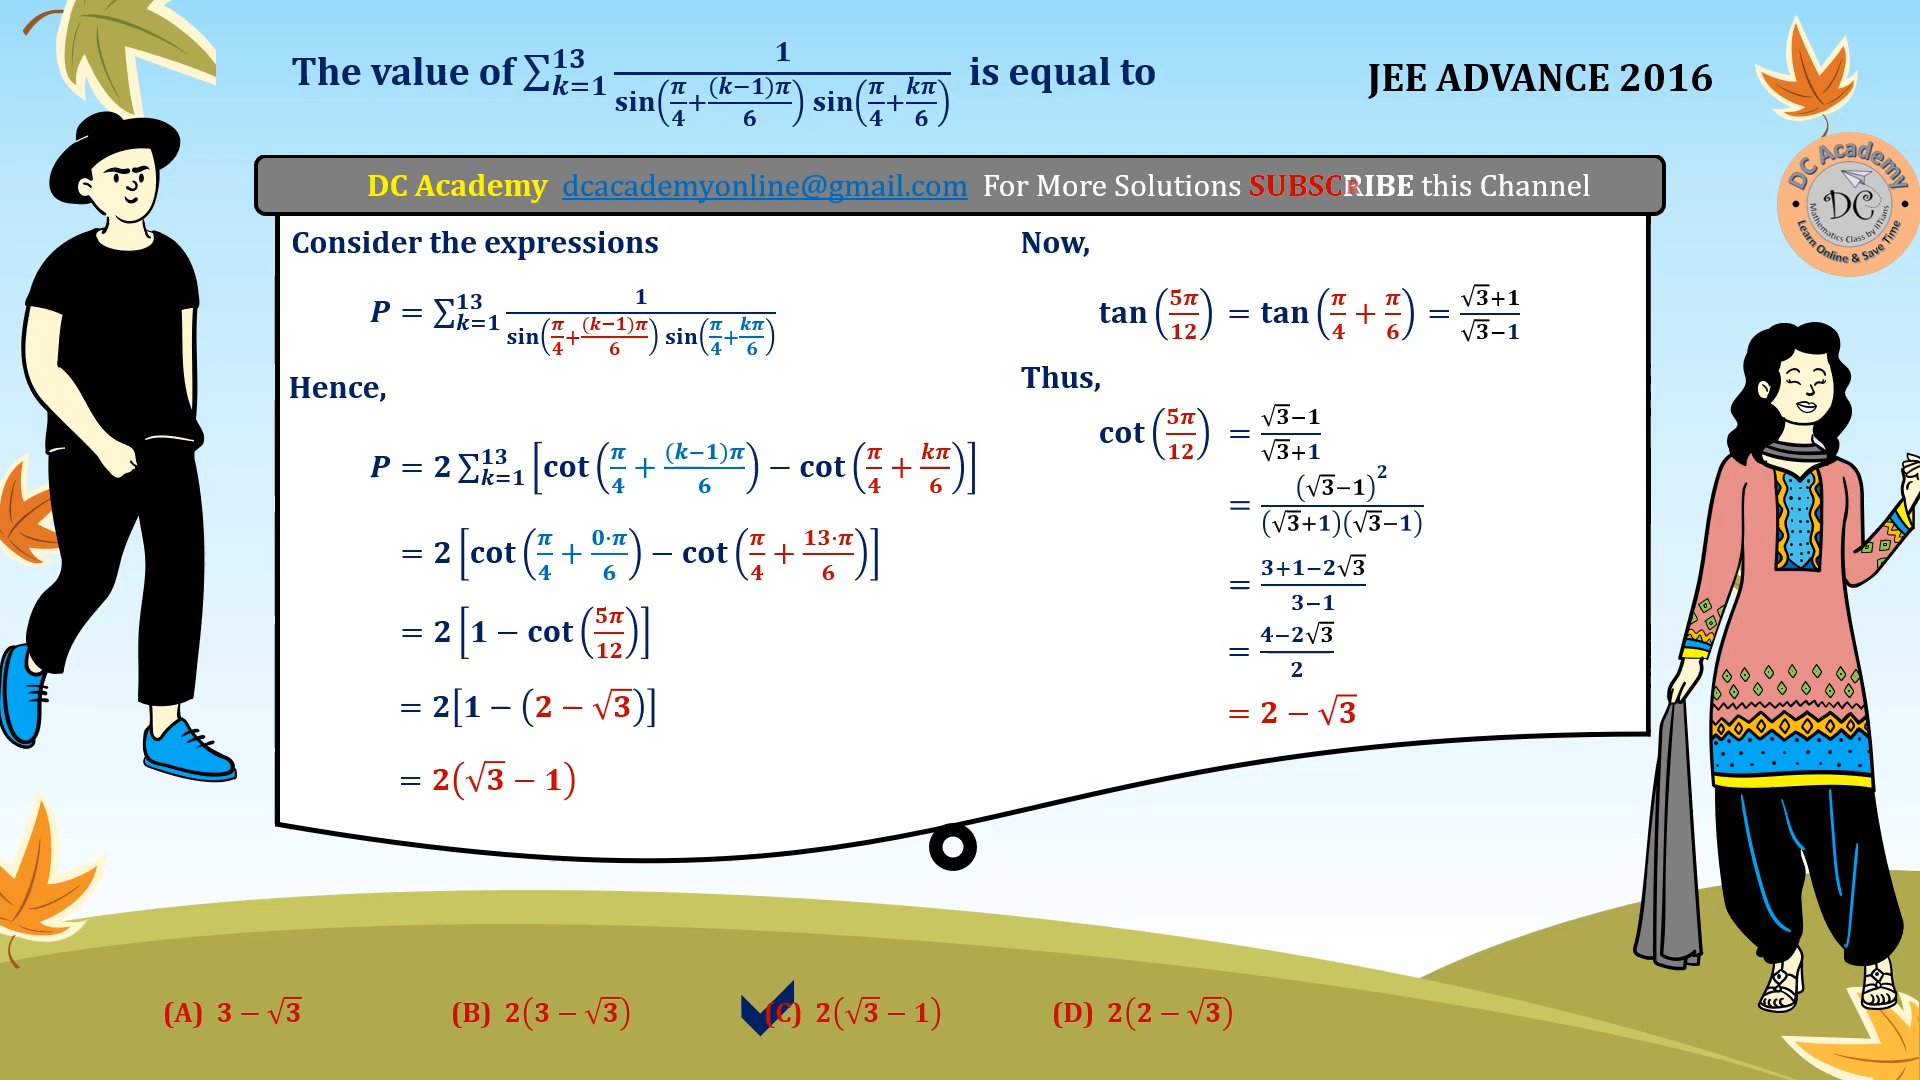 The value of ∑_{k=1}^{13} 1/(sin(π/4+(k−1)π/6) sin(π/4+kπ/6)) is equal to
JEE ADVANCE 2016
DC Academy dcacademyonline@gmail.com For More Solutions SUBSCRIBE this Channel
DC Academy
DC
Mathematics Class by IITians
Learn Online & Save Time
Consider the expressions
P = ∑_{k=1}^{13} 1/(sin(π/4+(k−1)π/6) sin(π/4+kπ/6))
Hence,
P = 2 ∑_{k=1}^{13} [cot(π/4 + (k−1)π/6) − cot(π/4 + kπ/6)]
= 2 [cot(π/4 + 0·π/6) − cot(π/4 + 13·π/6)]
= 2 [1 − cot(5π/12)]
= 2[1 − (2 − √3)]
= 2(√3 − 1)
Now,
tan(5π/12) = tan(π/4 + π/6) = (√3+1)/(√3−1)
Thus,
cot(5π/12) = (√3−1)/(√3+1)
= (√3−1)²/((√3+1)(√3−1))
= (3+1−2√3)/(3−1)
= (4−2√3)/2
= 2 − √3
(A) 3 − √3
(B) 2(3 − √3)
(C) 2(√3 − 1)
(D) 2(2 − √3)